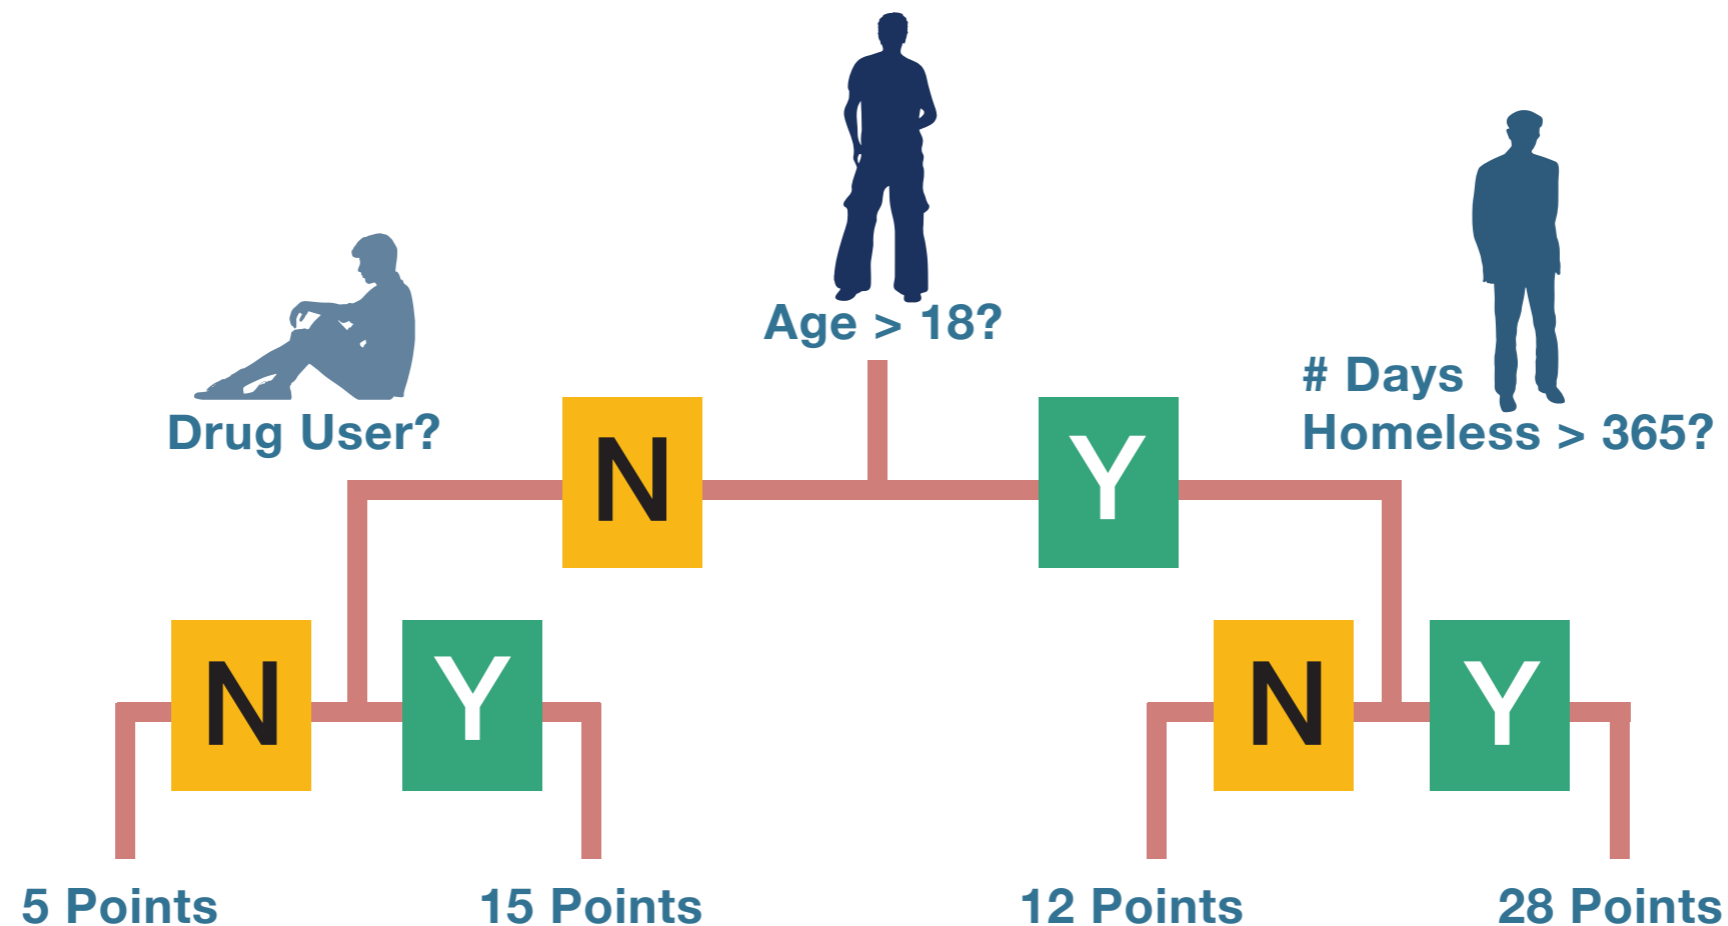 Age > 18?
Drug User?
# Days
Homeless > 365?
N
Y
N
Y
N
Y
5 Points
15 Points
12 Points
28 Points